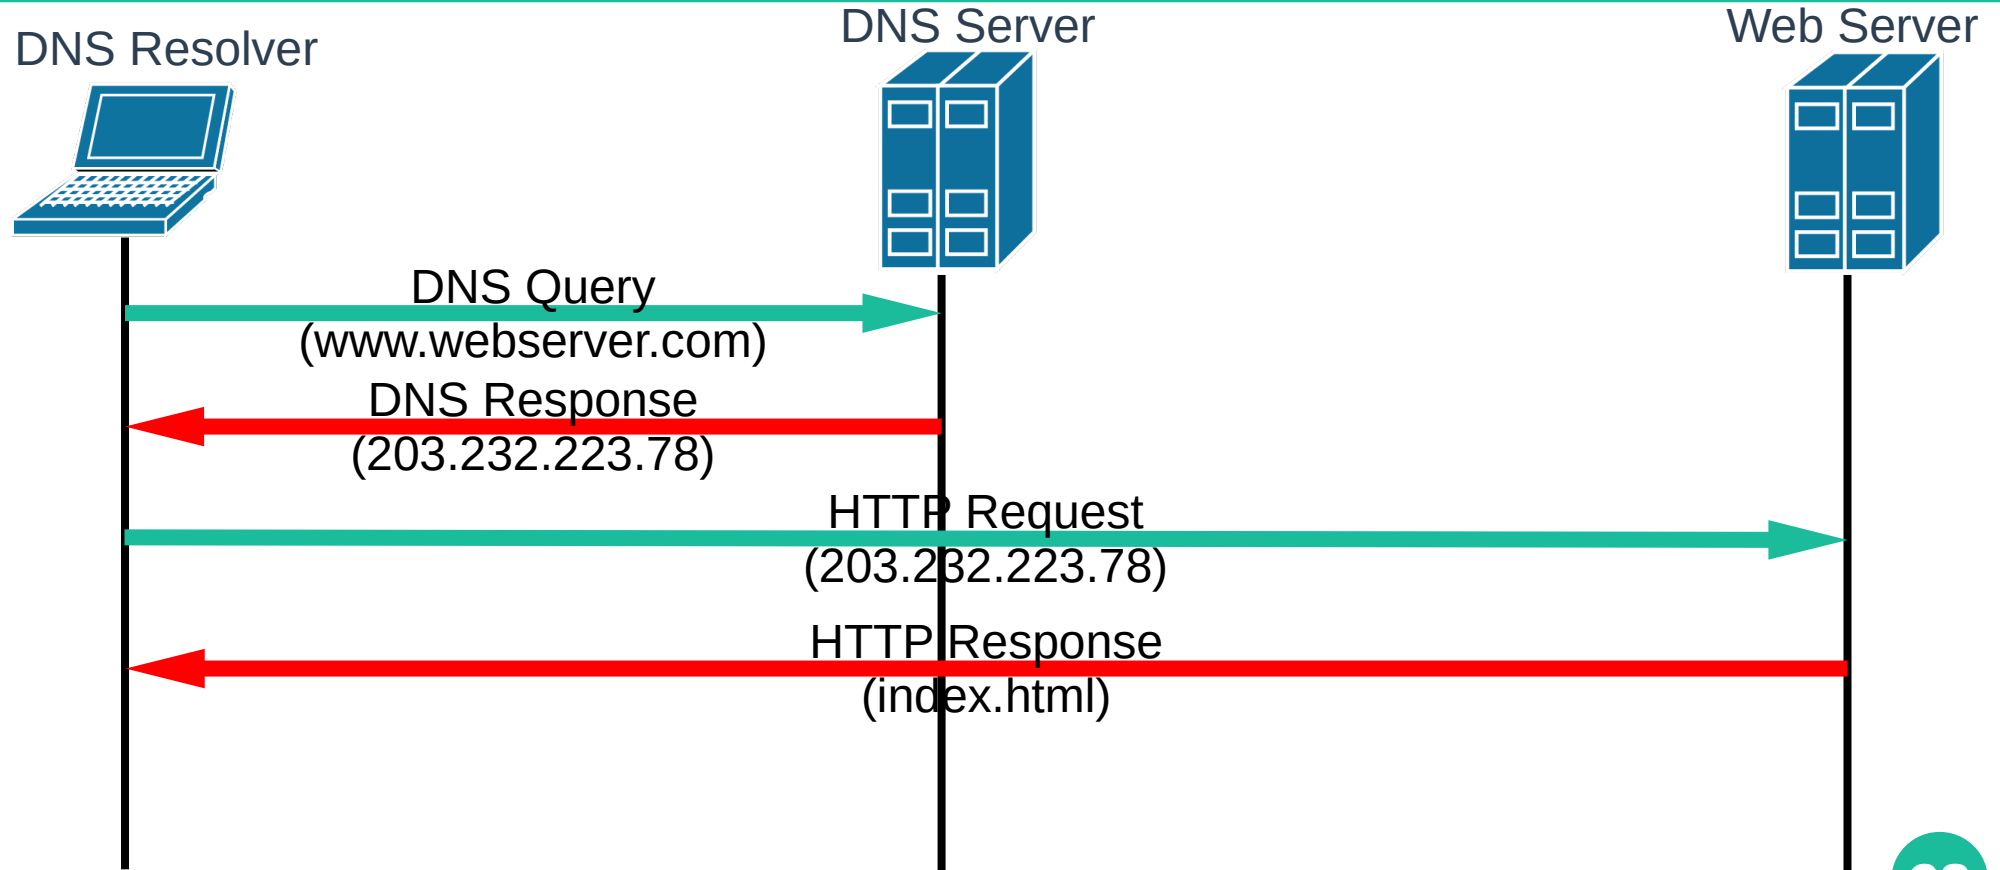 DNS Resolver
DNS Server
Web Server
DNS Query
(www.webserver.com)
DNS Response
(203.232.223.78)
HTTP Request
(203.232.223.78)
HTTP Response
(index.html)